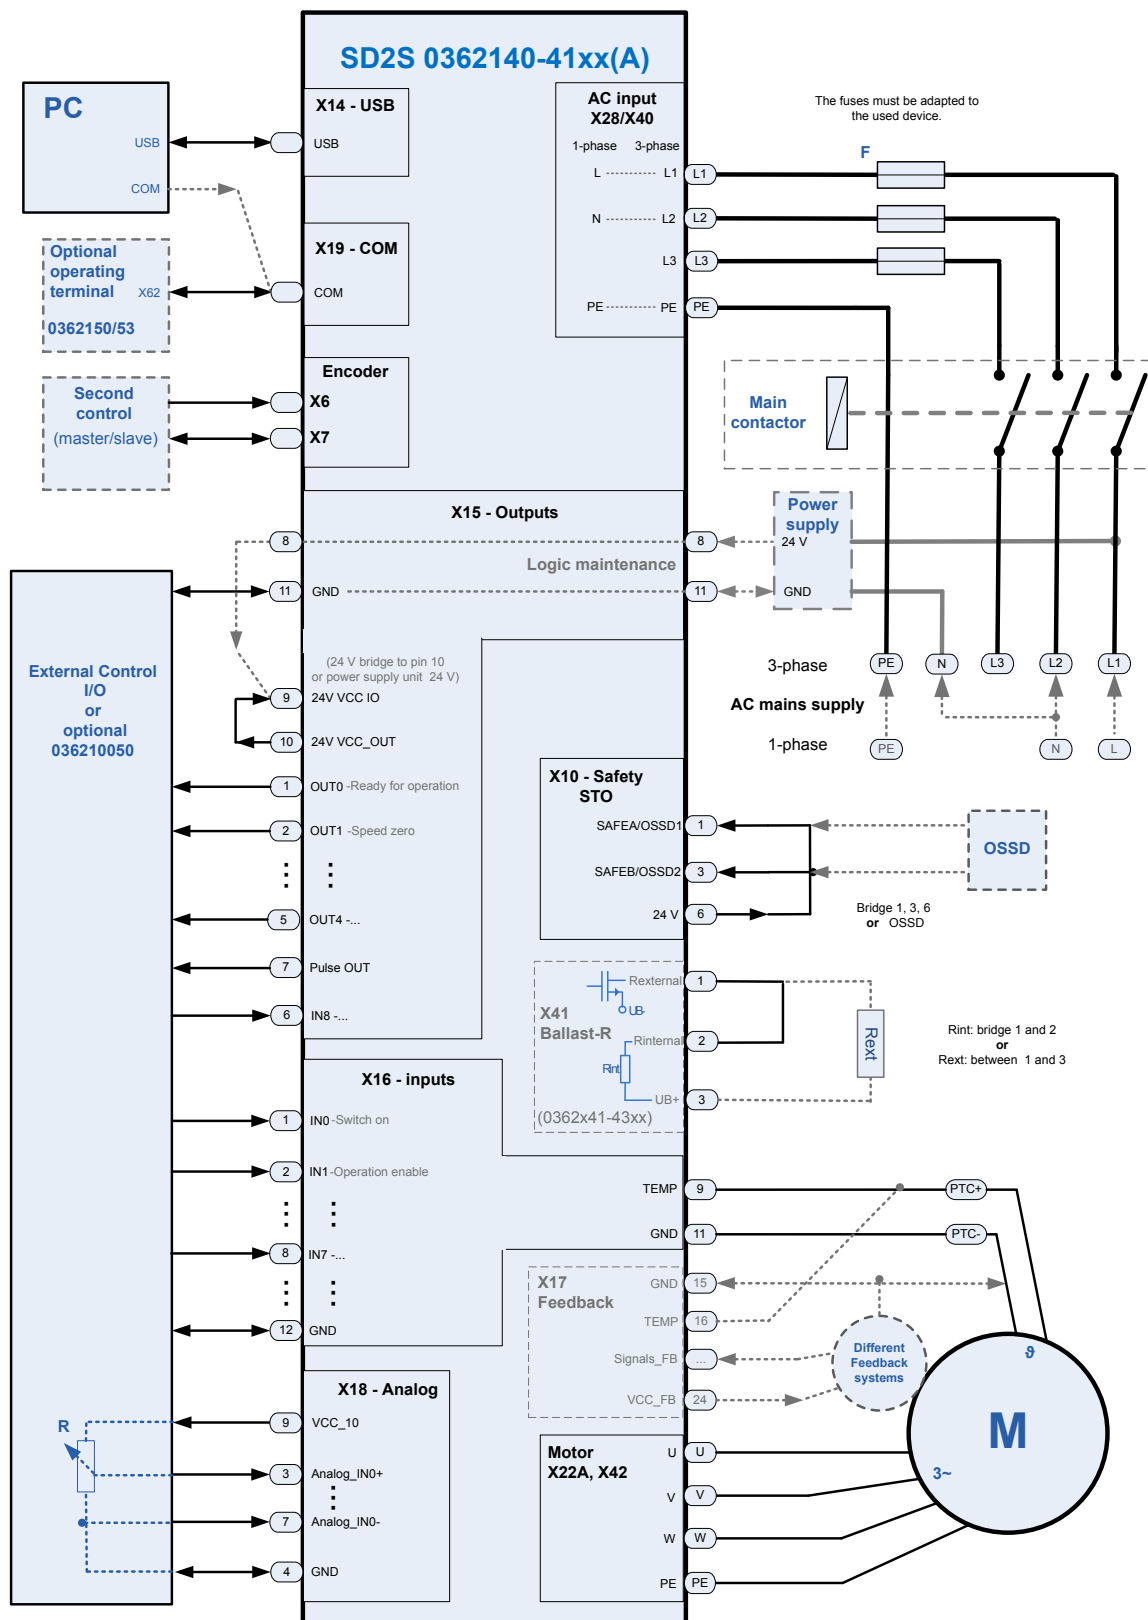 SD2S 0362140-41xx(A)
PC
USB
COM
X14 - USB
USB
X19 - COM
COM
Optional
operating
terminal
X62
0362150/53
Encoder
X6
X7
Second
control
(master/slave)
AC input
X28/X40
1-phase 3-phase
L L1 L1
N L2 L2
L3 L3
PE PE PE
The fuses must be adapted to
the used device.
F
Main
contactor
X15 - Outputs
8
8
Logic maintenance
11 GND
11
Power
supply
24 V
GND
3-phase
PE N L3 L2 L1
AC mains supply
1-phase
PE N L
External Control
I/O
or
optional
036210050
(24 V bridge to pin 10
or power supply unit 24 V)
9 24V VCC IO
10 24V VCC_OUT
1 OUT0 -Ready for operation
2 OUT1 -Speed zero
5 OUT4 -...
7 Pulse OUT
6 IN8 -...
X10 - Safety
STO
SAFEA/OSSD1 1
SAFEB/OSSD2 3
24 V 6
OSSD
Bridge 1, 3, 6
or OSSD
X41
Ballast-R
Rexternal 1
UB-
Rinternal 2
Rint
UB+ 3
(0362x41-43xx)
Rext
Rint: bridge 1 and 2
or
Rext: between 1 and 3
X16 - inputs
1 IN0 -Switch on
2 IN1 -Operation enable
8 IN7 -...
12 GND
TEMP 9
GND 11
PTC+
PTC-
X17
Feedback
GND 15
TEMP 16
Signals_FB ...
VCC_FB 24
Different
Feedback
systems
ϑ
M
3~
X18 - Analog
R
9 VCC_10
3 Analog_IN0+
7 Analog_IN0-
4 GND
Motor
X22A, X42
U U
V V
W W
PE PE